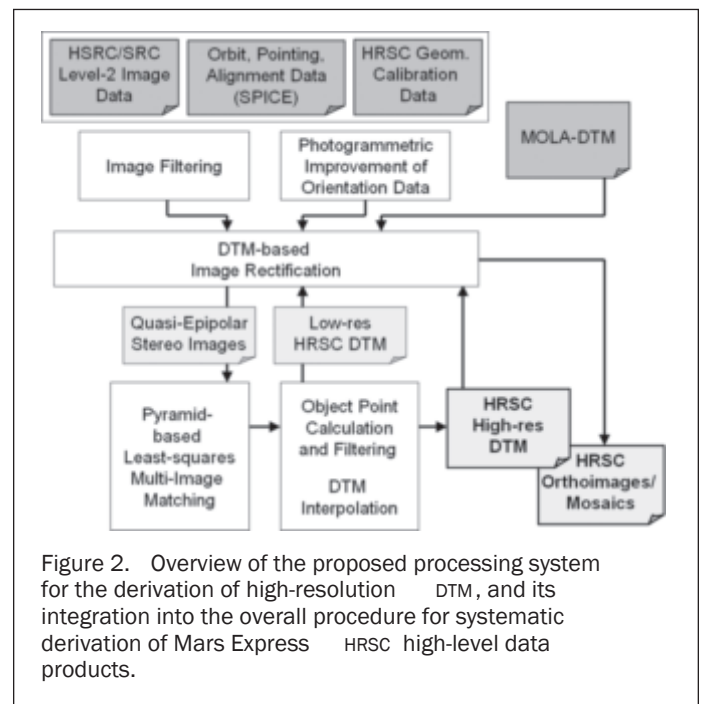 HSRC/SRC
Level-2 Image
Data
Orbit, Pointing,
Alignment Data
(SPICE)
HRSC Geom.
Calibration
Data
MOLA-DTM
Image Filtering
Photogrammetric
Improvement of
Orientation Data
DTM-based
Image Rectification
Quasi-Epipolar
Stereo Images
Low-res
HRSC DTM
Pyramid-
based
Least-squares
Multi-Image
Matching
Object Point
Calculation
and Filtering
DTM
Interpolation
HRSC
High-res
DTM
HRSC
Orthoimages/
Mosaics
Figure 2. Overview of the proposed processing system
for the derivation of high-resolution DTM, and its
integration into the overall procedure for systematic
derivation of Mars Express HRSC high-level data
products.